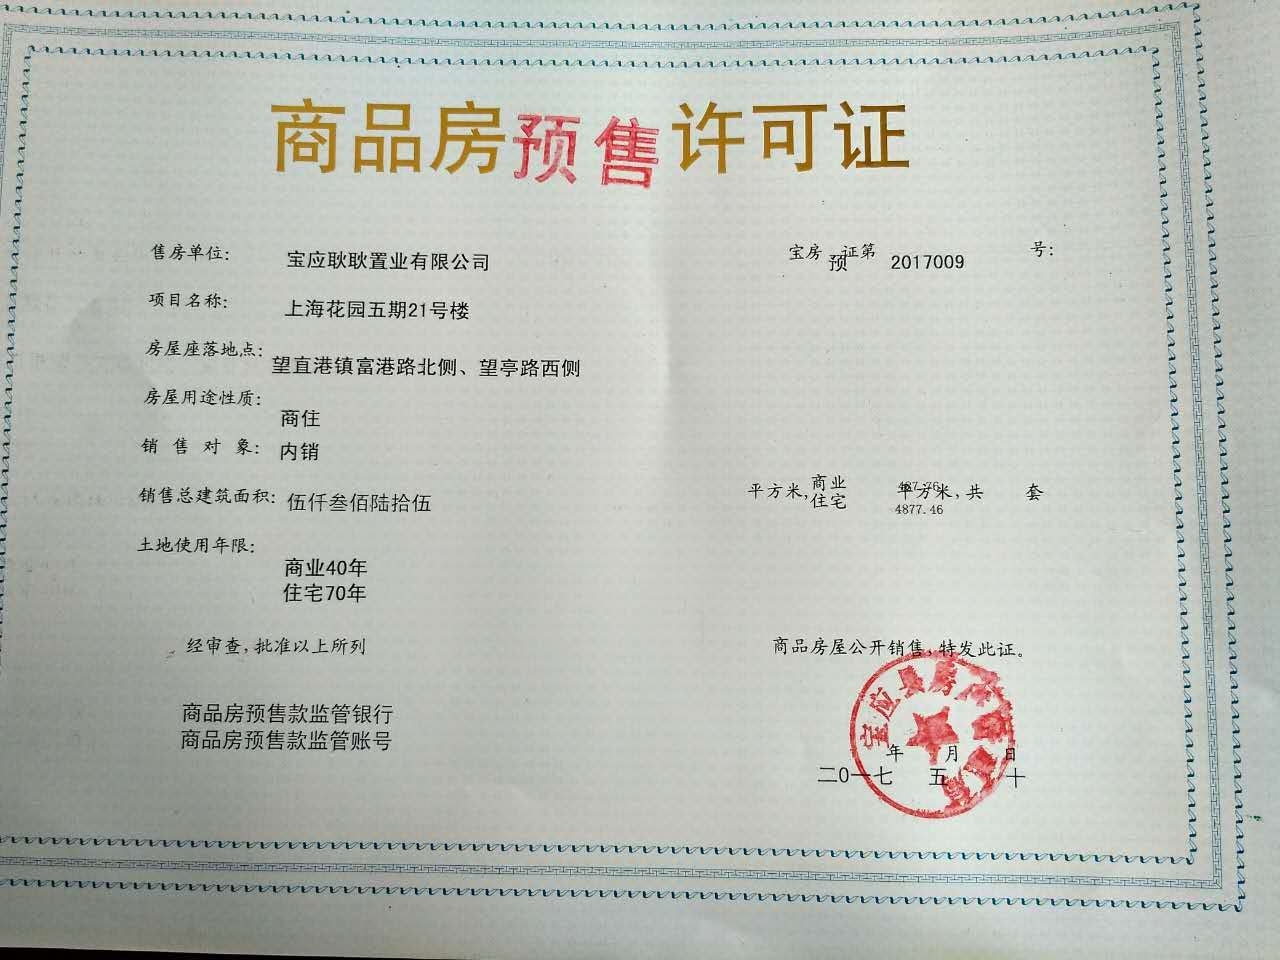 商品房预售许可证
售房单位: 宝应耿耿置业有限公司
宝房预证第 2017009 号:
项目名称: 上海花园五期21号楼
房屋座落地点: 望直港镇富港路北侧、望亭路西侧
房屋用途性质: 商住
销售对象: 内销
销售总建筑面积: 伍仟叁佰陆拾伍 平方米,商业 平方米,共 套
住宅 4877.46
土地使用年限:
商业40年
住宅70年
经审查,批准以上所列 商品房屋公开销售,特发此证。
商品房预售款监管银行
商品房预售款监管账号
宝应县房
年 月 日
二0一七 五 十